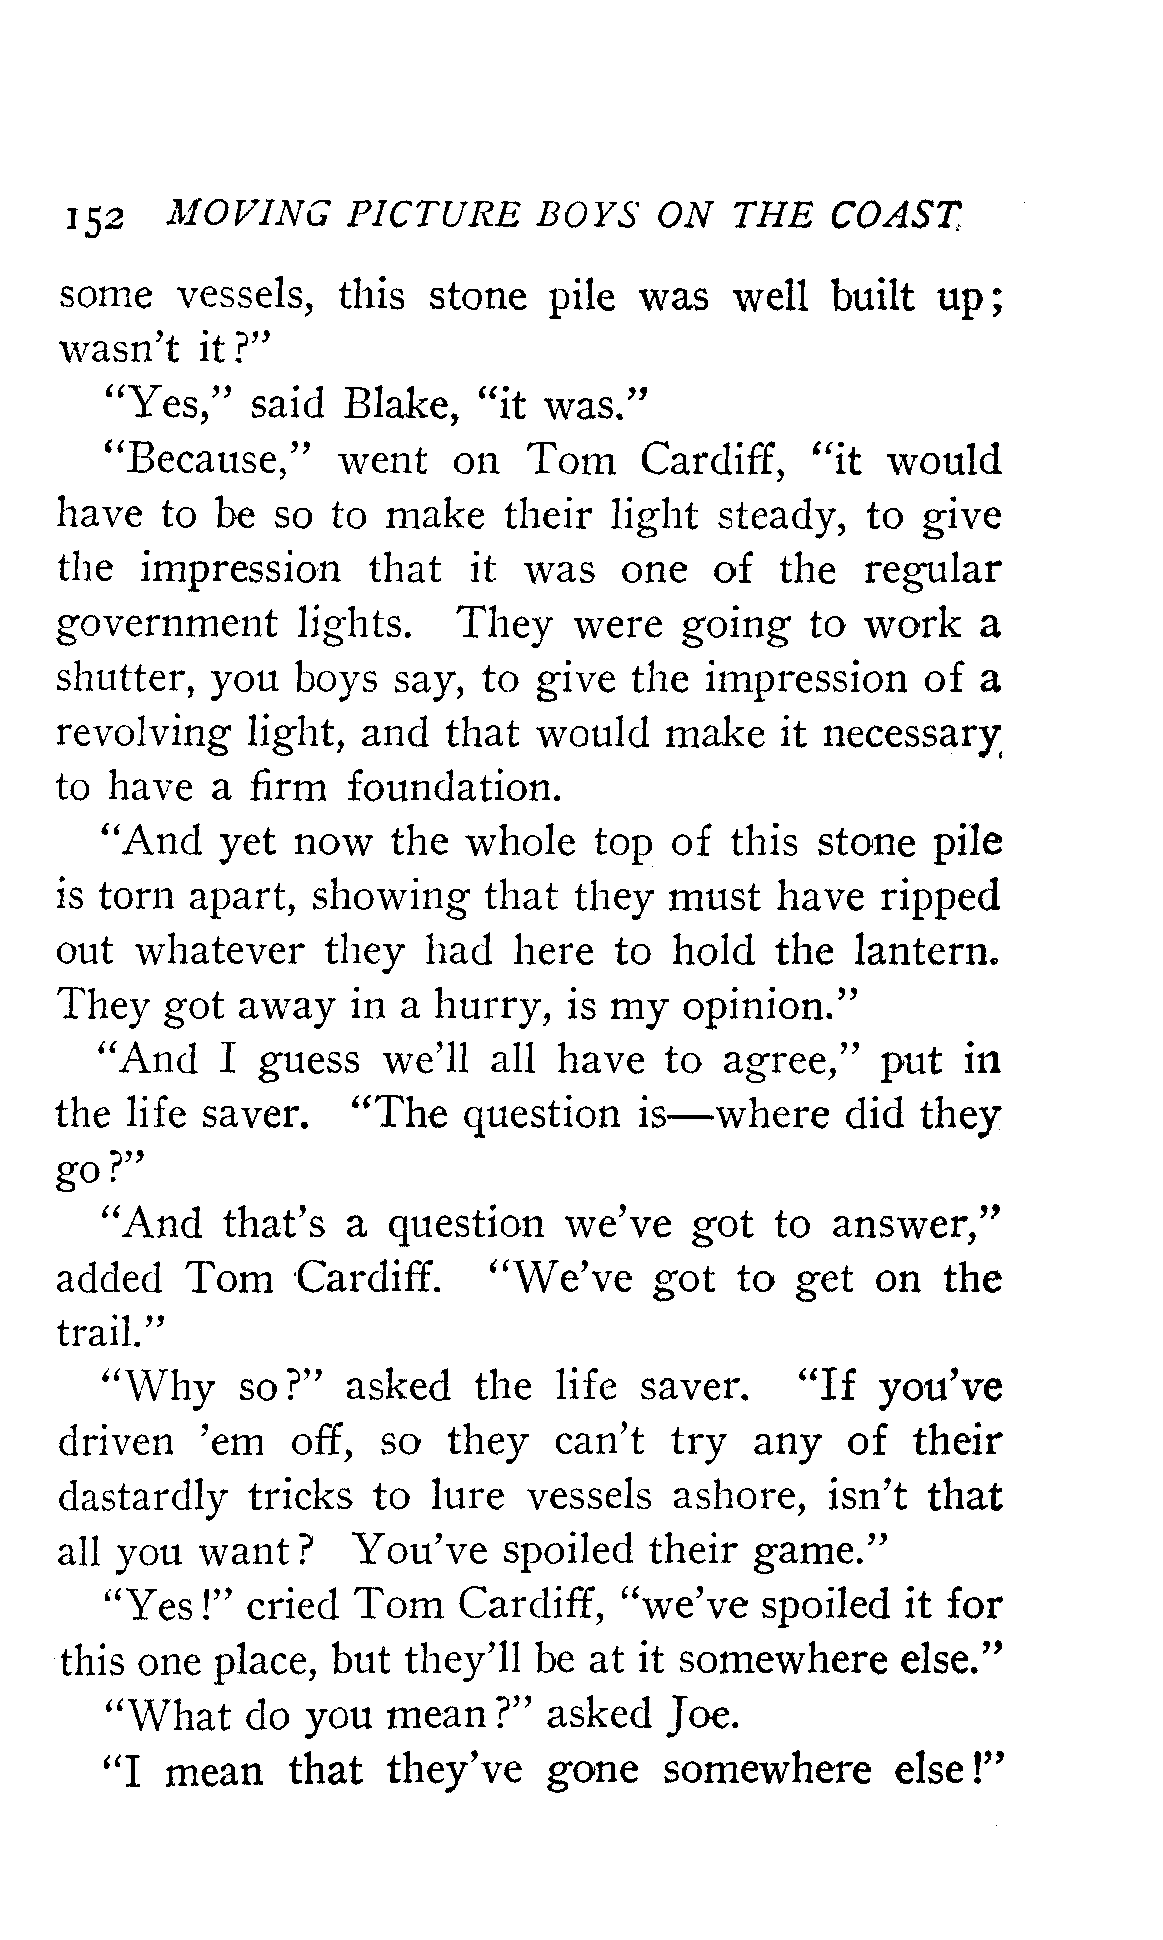 152 MOVING PICTURE BOYS ON THE COAST
some vessels, this stone pile was well built up;
wasn't it?”
“Yes,” said Blake, “it was.”
“Because,” went on Tom Cardiff, “it would
have to be so to make their light steady, to give
the impression that it was one of the regular
government lights. They were going to work a
shutter, you boys say, to give the impression of a
revolving light, and that would make it necessary
to have a firm foundation.
“And yet now the whole top of this stone pile
is torn apart, showing that they must have ripped
out whatever they had here to hold the lantern.
They got away in a hurry, is my opinion.”
“And I guess we'll all have to agree,” put in
the life saver. “The question is—where did they
go?”
“And that's a question we've got to answer,”
added Tom Cardiff. “We've got to get on the
trail.”
“Why so?” asked the life saver. “If you've
driven 'em off, so they can't try any of their
dastardly tricks to lure vessels ashore, isn't that
all you want? You've spoiled their game.”
“Yes!” cried Tom Cardiff, “we've spoiled it for
this one place, but they'll be at it somewhere else.”
“What do you mean?” asked Joe.
“I mean that they've gone somewhere else!”